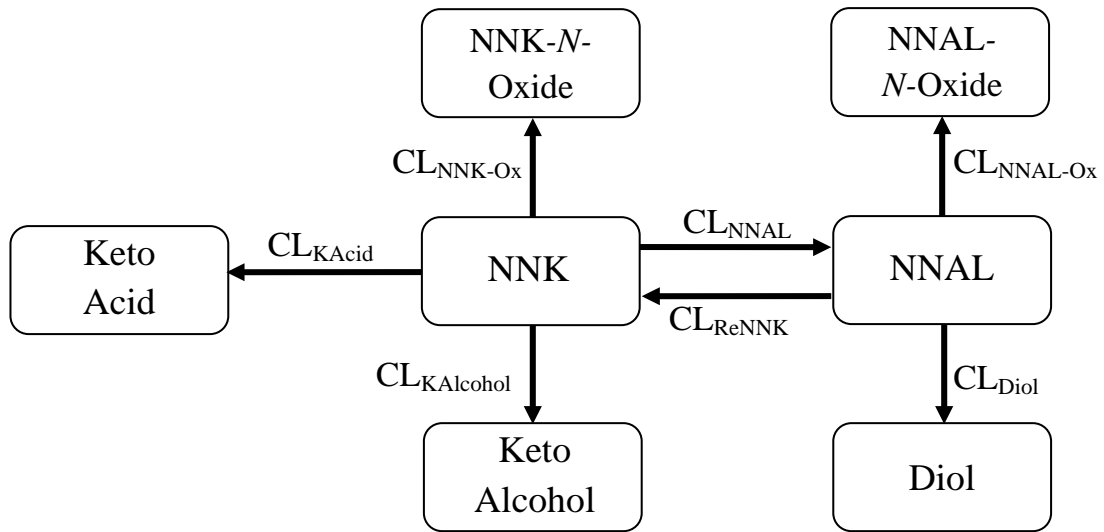 NNK-N-
Oxide
NNAL-
N-Oxide
CLNNK-Ox
CLNNAL-Ox
Keto
Acid
CLKAcid
NNK
CLNNAL
CLReNNK
NNAL
CLKAlcohol
CLDiol
Keto
Alcohol
Diol